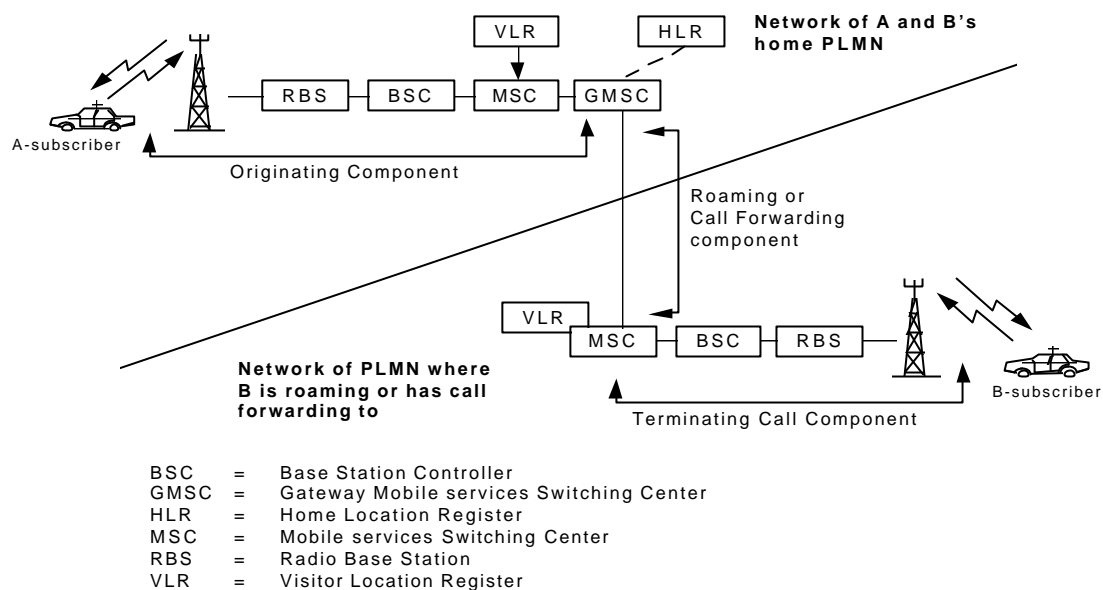 VLR
HLR
Network of A and B's
home PLMN
RBS
BSC
MSC
GMSC
A-subscriber
Originating Component
Roaming or
Call Forwarding
component
VLR
MSC
BSC
RBS
Network of PLMN where
B is roaming or has call
forwarding to
B-subscriber
Terminating Call Component
BSC = Base Station Controller
GMSC = Gateway Mobile services Switching Center
HLR = Home Location Register
MSC = Mobile services Switching Center
RBS = Radio Base Station
VLR = Visitor Location Register